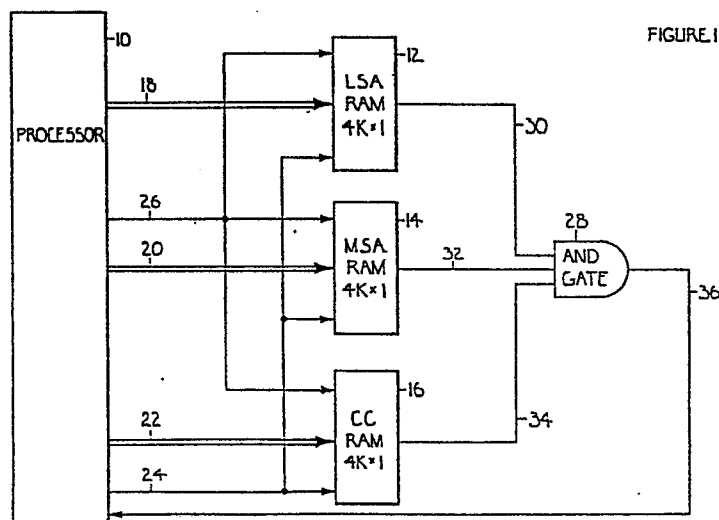 FIGURE 1
10
PROCESSOR
18
26
20
22
24
12
LSA
RAM
4K×1
30
14
MSA
RAM
4K×1
32
28
AND
GATE
36
16
CC
RAM
4K×1
34